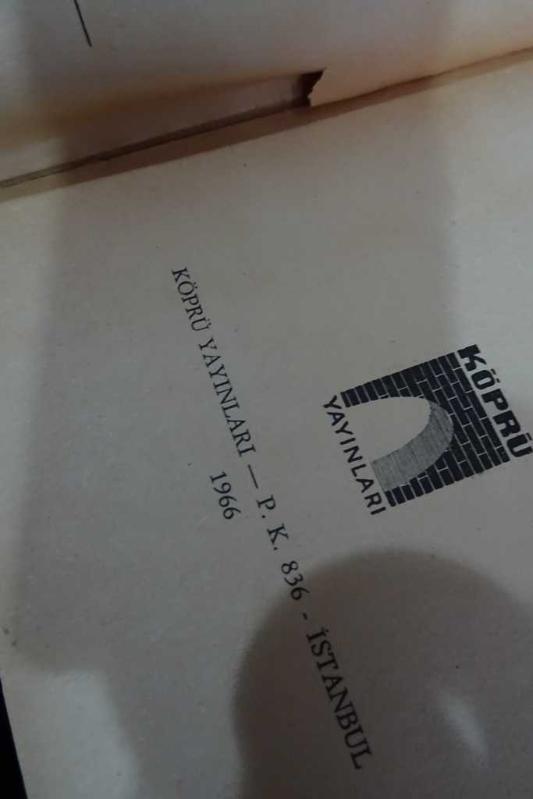 KÖPRÜ
YAYINLARI
KÖPRÜ YAYINLARI — P. K. 836 - İSTANBUL
1966